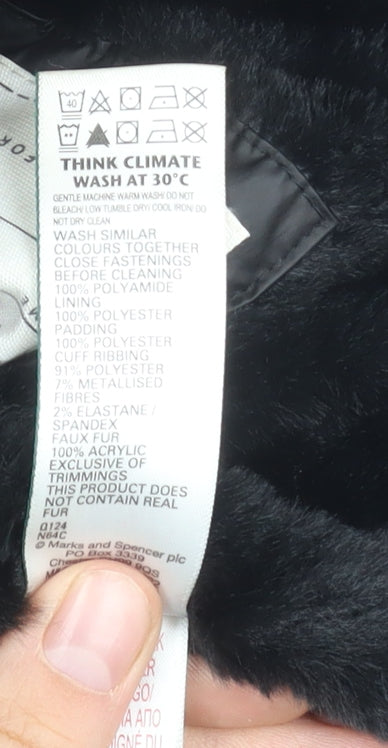 40
THINK CLIMATE
WASH AT 30°C
GENTLE MACHINE WARM WASH/ DO NOT
BLEACH/ LOW TUMBLE DRY/ COOL IRON/ DO
NOT DRY CLEAN
WASH SIMILAR
COLOURS TOGETHER
CLOSE FASTENINGS
BEFORE CLEANING
100% POLYAMIDE
LINING
100% POLYESTER
PADDING
100% POLYESTER
CUFF RIBBING
91% POLYESTER
7% METALLISED
FIBRES
2% ELASTANE /
SPANDEX
FAUX FUR
100% ACRYLIC
EXCLUSIVE OF
TRIMMINGS
THIS PRODUCT DOES
NOT CONTAIN REAL
FUR
Q124
N64C
© Marks and Spencer plc
PO Box 3339